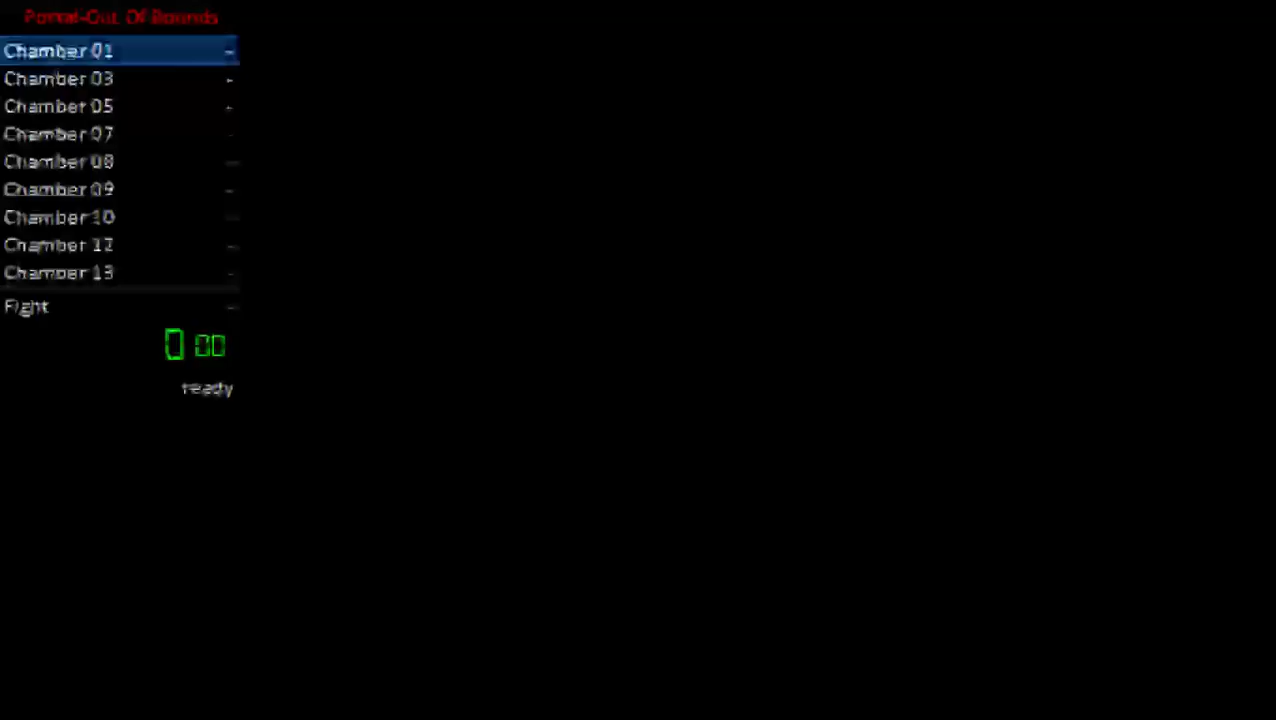 Portal-Out Of Bounds
Chamber 01 -
Chamber 03 -
Chamber 05 -
Chamber 07 -
Chamber 08 -
Chamber 09 -
Chamber 10 -
Chamber 12 -
Chamber 13 -
Fight -
0 00
ready